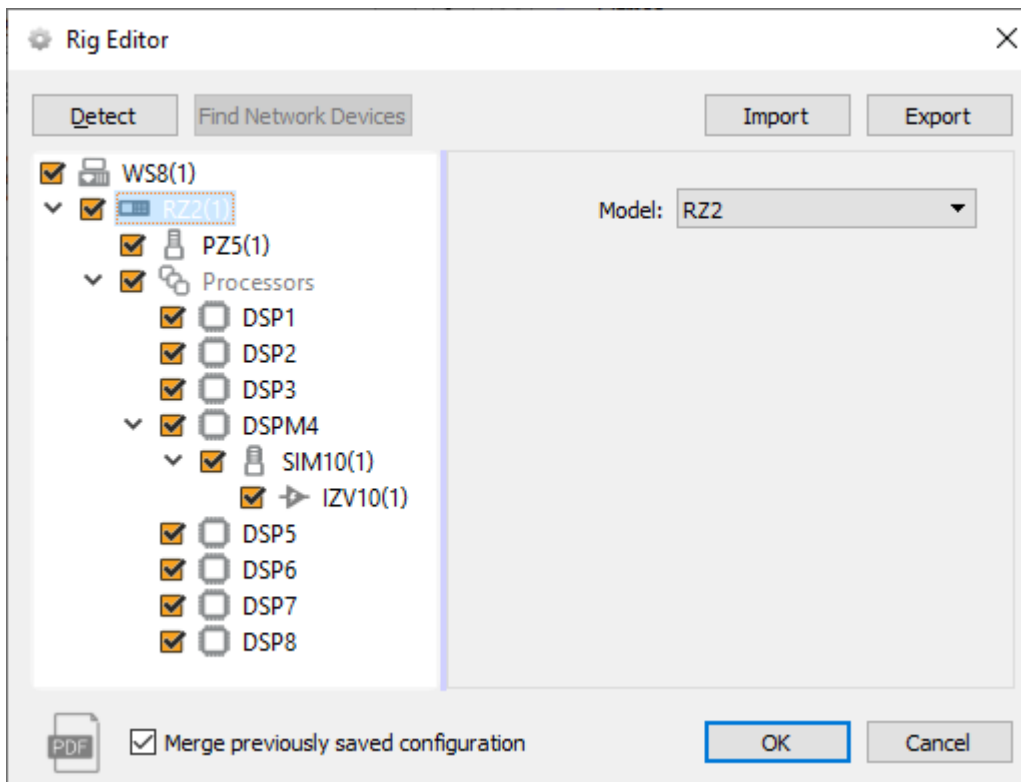 Rig Editor
Detect
Find Network Devices
Import
Export
WS8(1)
RZ2(1)
PZ5(1)
Processors
DSP1
DSP2
DSP3
DSPM4
SIM10(1)
IZV10(1)
DSP5
DSP6
DSP7
DSP8
Model: RZ2
PDF
Merge previously saved configuration
OK
Cancel